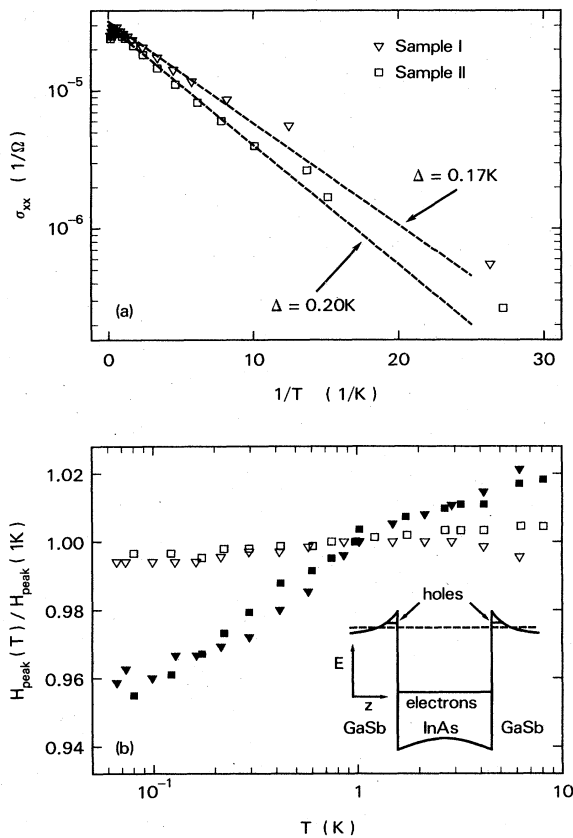 (a)
▽ Sample I
□ Sample II
10⁻⁵
10⁻⁶
σxx (1/Ω)
Δ = 0.17K
Δ = 0.20K
0 10 20 30
1/T (1/K)
1.02
1.00
0.98
0.96
0.94
Hpeak(T) / Hpeak(1K)
holes
E
z
electrons
GaSb InAs GaSb
(b)
10⁻¹ 1 10
T (K)